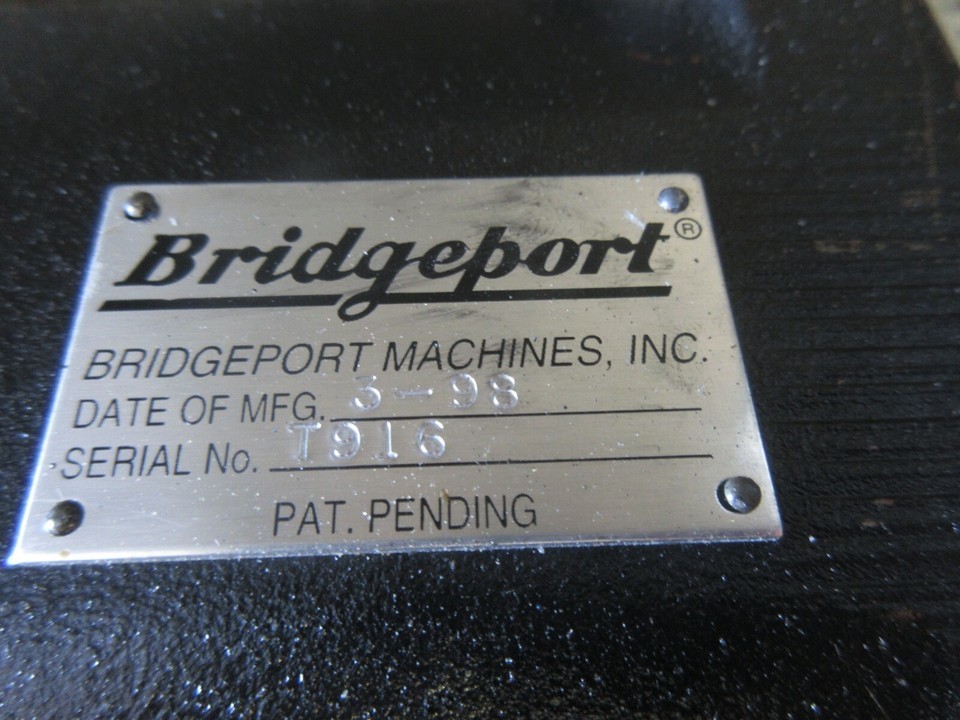 Bridgeport®
BRIDGEPORT MACHINES, INC.
DATE OF MFG. 3-98
SERIAL No. T916
PAT. PENDING